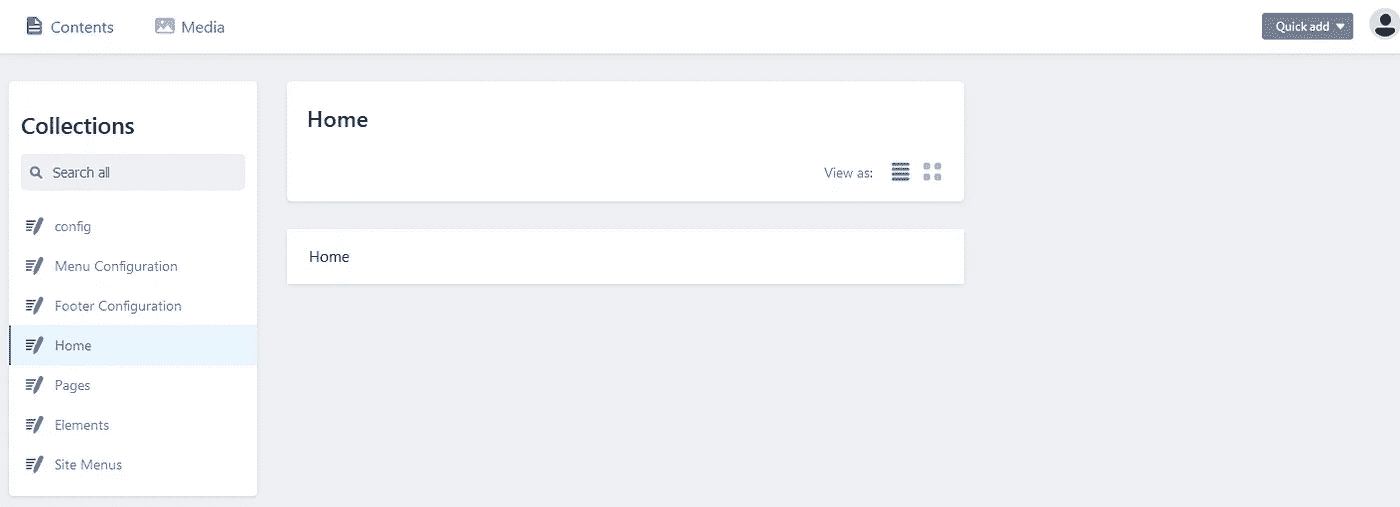 Contents
Media
Quick add
Collections
Search all
config
Menu Configuration
Footer Configuration
Home
Pages
Elements
Site Menus
Home
View as:
Home